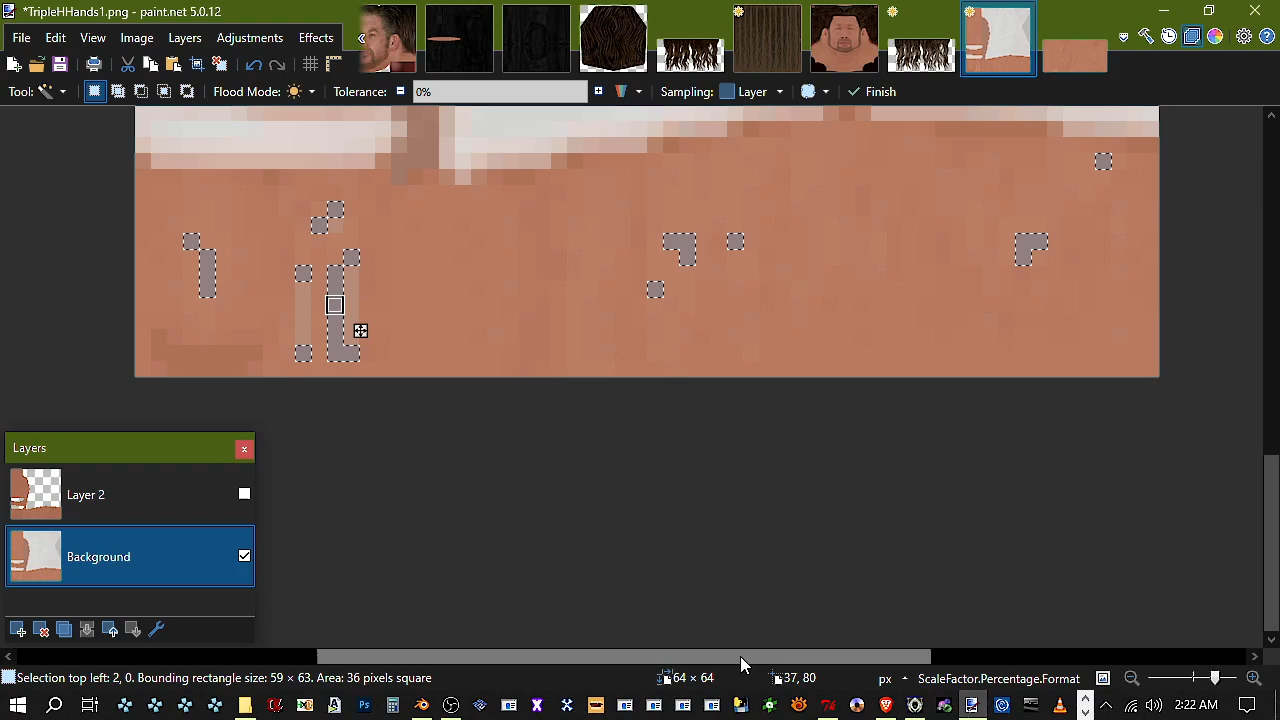 *TripleHHands1.png - paint.net 5.0.12
File
Edit
View
Layers
Adjustments
Effects
Tool:
Flood Mode:
Tolerance:
0%
Sampling:
Layer
Finish
Layers
Layer 2
Background
Selection top left 2, 0. Bounding rectangle size: 59 × 63. Area: 36 pixels square
64 × 64
37, 80
px
ScaleFactor.Percentage.Format
2:22 AM